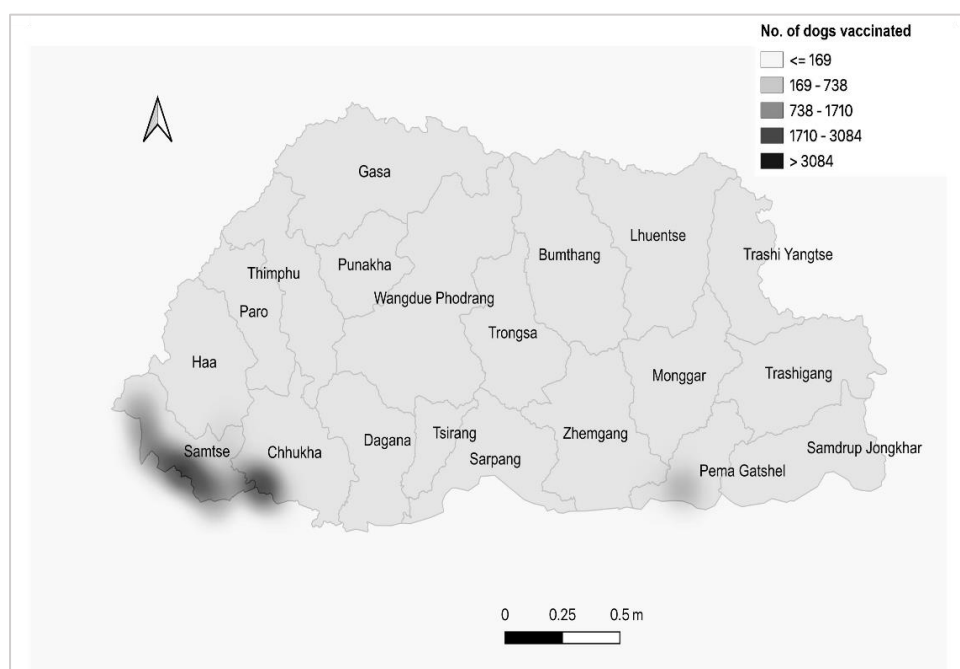 No. of dogs vaccinated
<= 169
169 - 738
738 - 1710
1710 - 3084
> 3084
Gasa
Lhuentse
Bumthang
Trashi Yangtse
Punakha
Thimphu
Wangdue Phodrang
Paro
Trongsa
Haa
Monggar
Trashigang
Zhemgang
Tsirang
Dagana
Samdrup Jongkhar
Samtse
Chhukha
Sarpang
Pema Gatshel
0 0.25 0.5 m